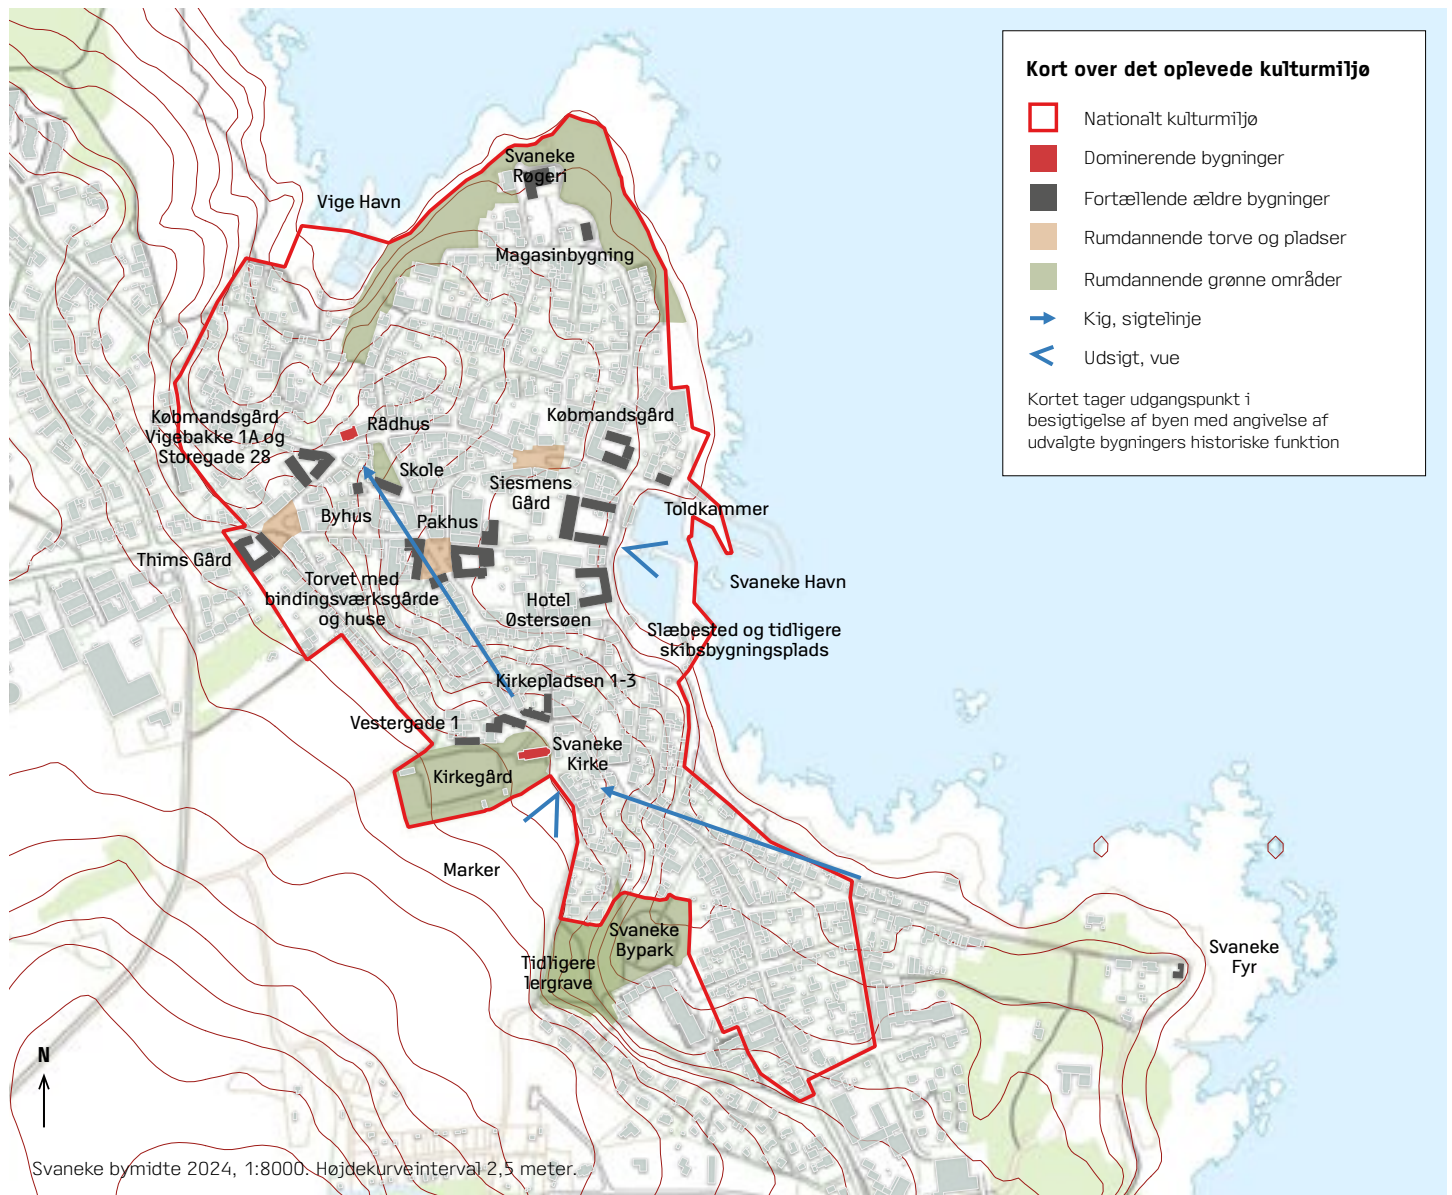 Kort over det oplevede kulturmiljø
Nationalt kulturmiljø
Dominerende bygninger
Fortællende ældre bygninger
Rumdannende torve og pladser
Rumdannende grønne områder
Kig, sigtelinje
Udsigt, vue
Kortet tager udgangspunkt i
besigtigelse af byen med angivelse af
udvalgte bygningers historiske funktion
Svaneke
Røgeri
Vige Havn
Magasinbygning
Købmandsgård
Vigebakke 1A og
Storegade 28
Rådhus
Købmandsgård
Skole
Siesmens
Gård
Toldkammer
Byhus
Pakhus
Thims Gård
Torvet med
bindingsværksgårde
og huse
Hotel
Østersøen
Svaneke Havn
Slæbested og tidligere
skibsbygningsplads
Kirkepladsen 1-3
Vestergade 1
Svaneke
Kirke
Kirkegård
Marker
Svaneke
Bypark
Tidligere
lergrave
Svaneke
Fyr
N
Svaneke bymidte 2024, 1:8000. Højdekurveinterval 2,5 meter.